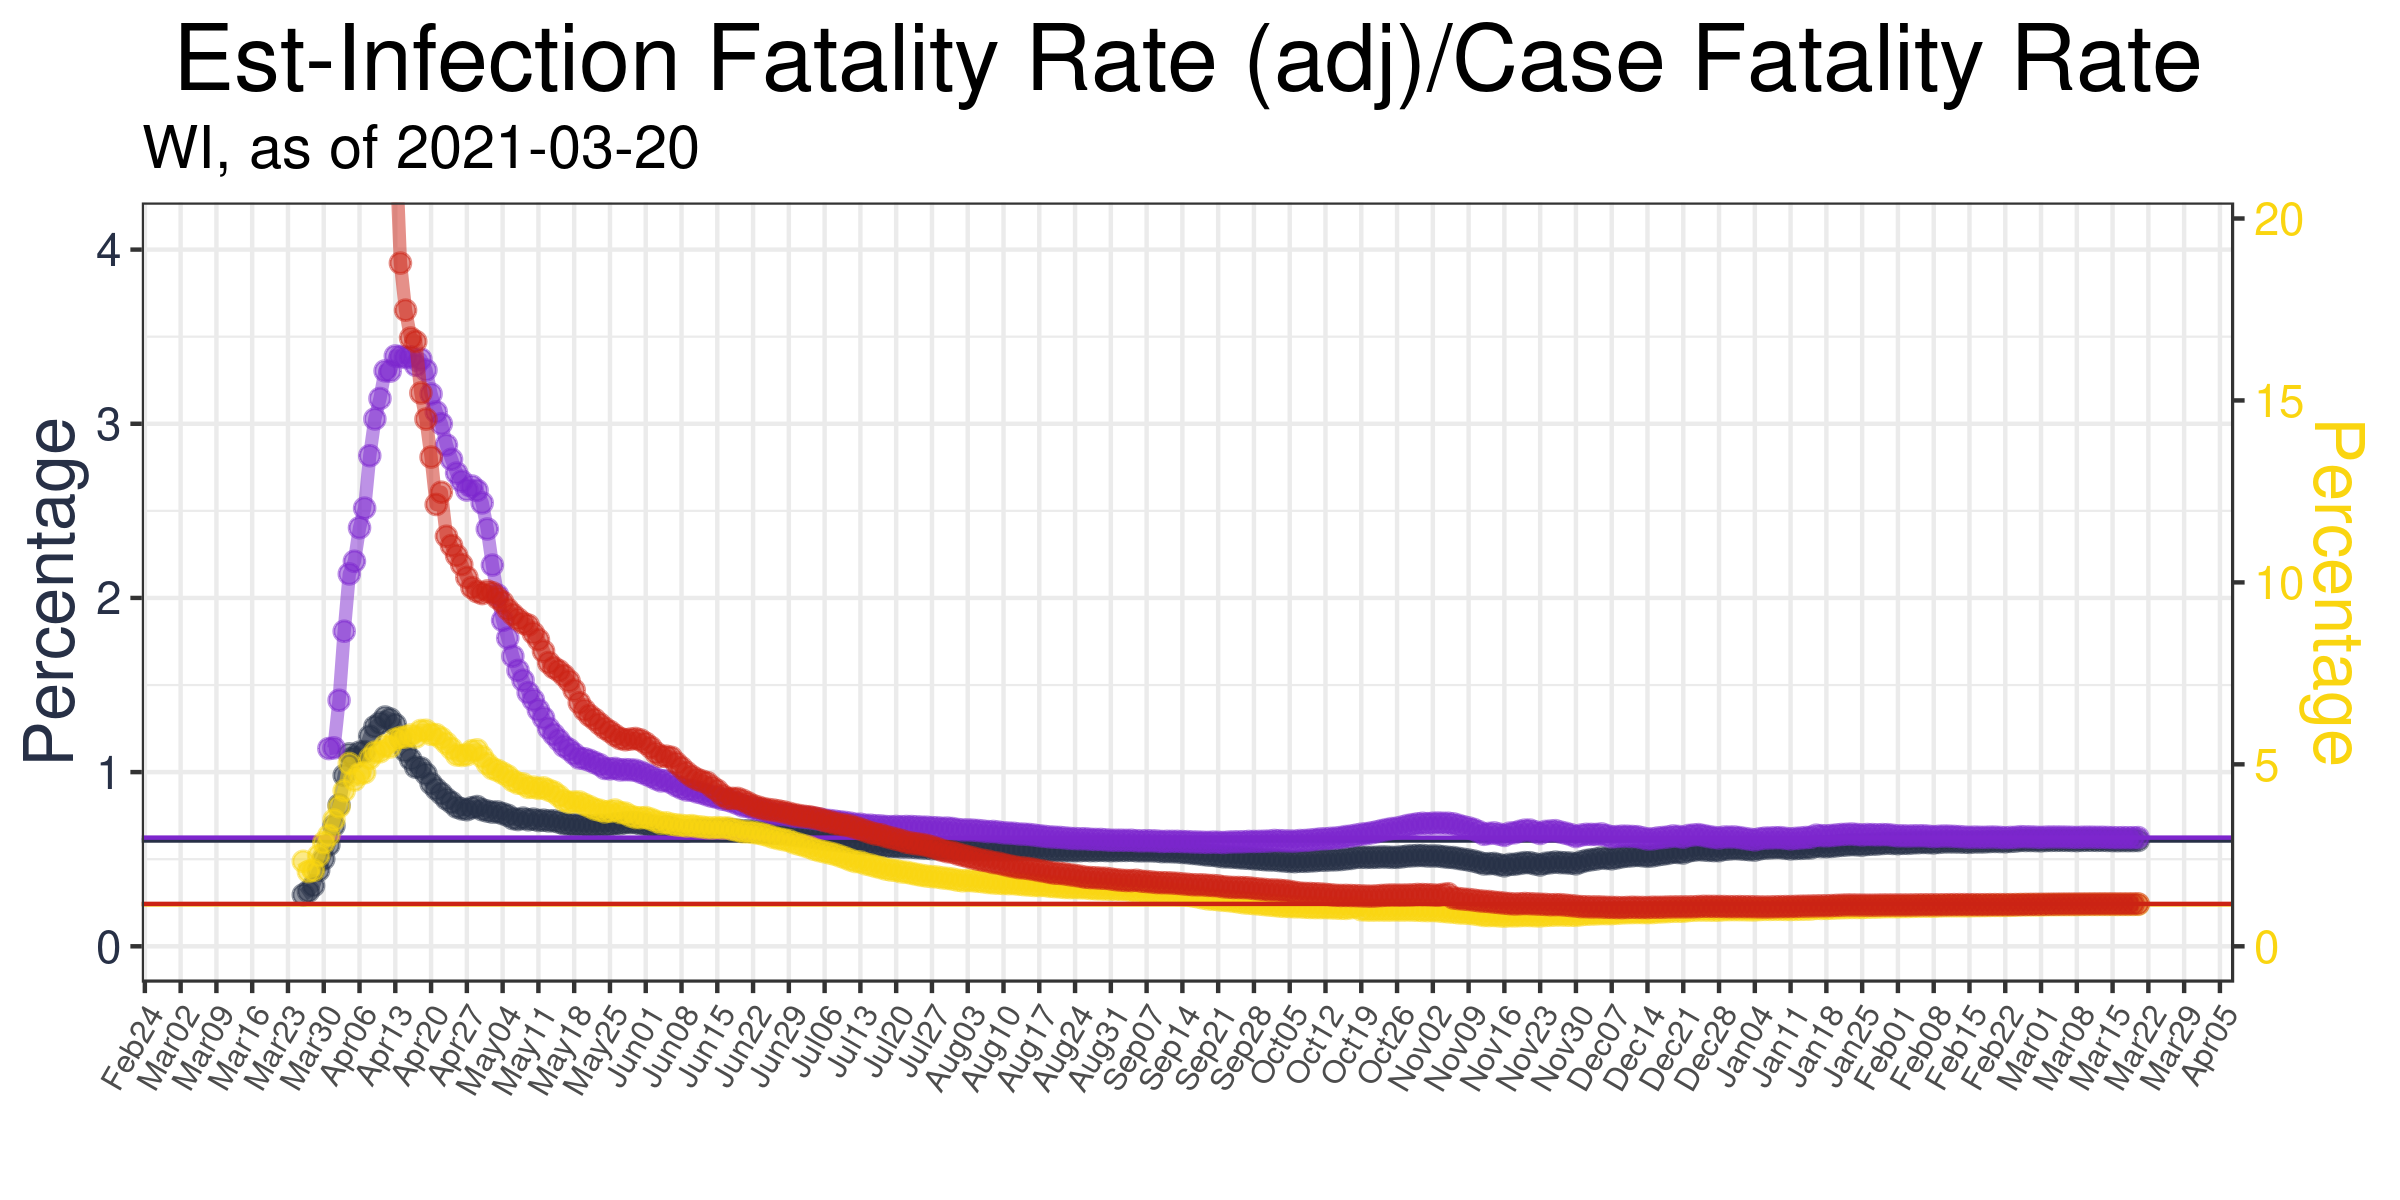 Est-Infection Fatality Rate (adj)/Case Fatality Rate
WI, as of 2021-03-20
Percentage
4
3
2
1
0
20
15
10
5
0
Percentage
Feb24
Mar02
Mar09
Mar16
Mar23
Mar30
Apr06
Apr13
Apr20
Apr27
May04
May11
May18
May25
Jun01
Jun08
Jun15
Jun22
Jun29
Jul06
Jul13
Jul20
Jul27
Aug03
Aug10
Aug17
Aug24
Aug31
Sep07
Sep14
Sep21
Sep28
Oct05
Oct12
Oct19
Oct26
Nov02
Nov09
Nov16
Nov23
Nov30
Dec07
Dec14
Dec21
Dec28
Jan04
Jan11
Jan18
Jan25
Feb01
Feb08
Feb15
Feb22
Mar01
Mar08
Mar15
Mar22
Mar29
Apr05